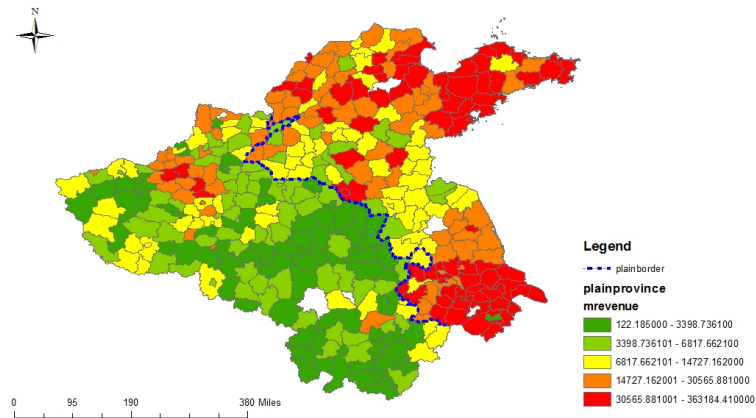 N
Legend
plainborder
plainprovince
mrevenue
122.185000 - 3398.736100
3398.736101 - 6817.662100
6817.662101 - 14727.162000
14727.162001 - 30565.881000
30565.881001 - 363184.410000
0 95 190 380 Miles